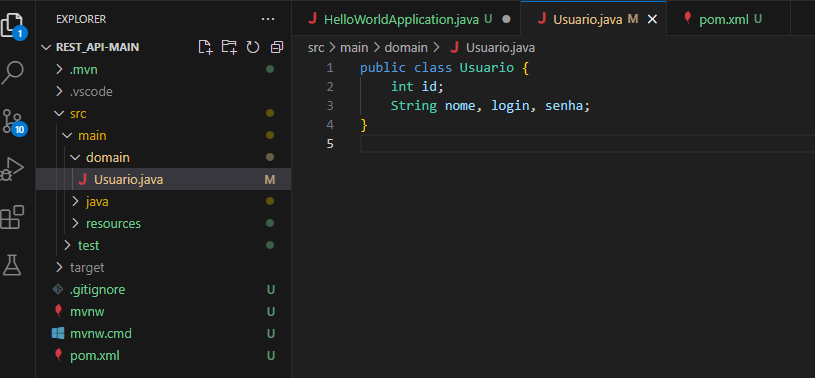 EXPLORER
REST_API-MAIN
.mvn
.vscode
src
main
domain
Usuario.java M
java
resources
test
target
.gitignore U
mvnw U
mvnw.cmd U
pom.xml U
1
10
HelloWorldApplication.java U
Usuario.java M
pom.xml U
src > main > domain > Usuario.java
1 public class Usuario {
2 int id;
3 String nome, login, senha;
4 }
5